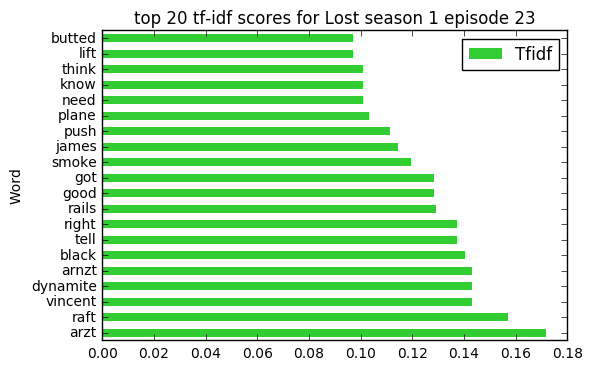 top 20 tf-idf scores for Lost season 1 episode 23
Tfidf
Word
butted
lift
think
know
need
plane
push
james
smoke
got
good
rails
right
tell
black
arnzt
dynamite
vincent
raft
arzt
0.00 0.02 0.04 0.06 0.08 0.10 0.12 0.14 0.16 0.18